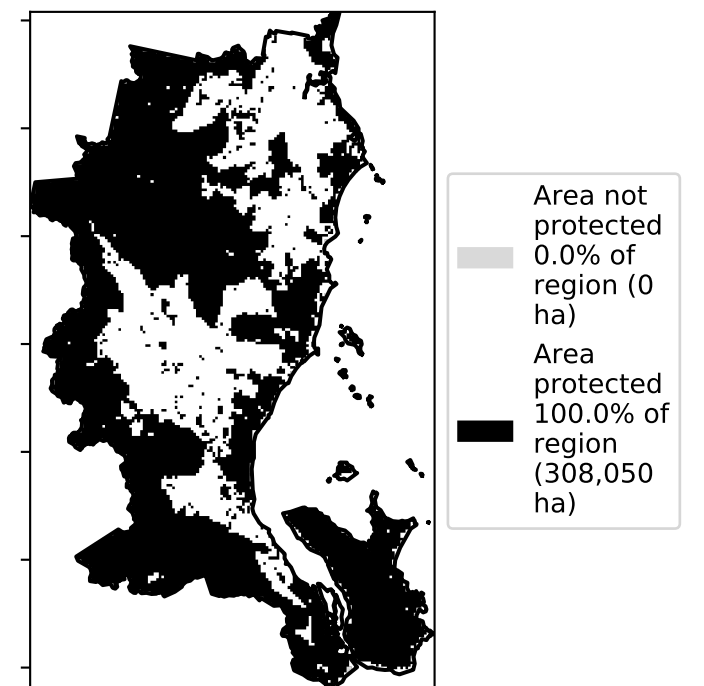 Area not
protected
0.0% of
region (0
ha)
Area
protected
100.0% of
region
(308,050
ha)